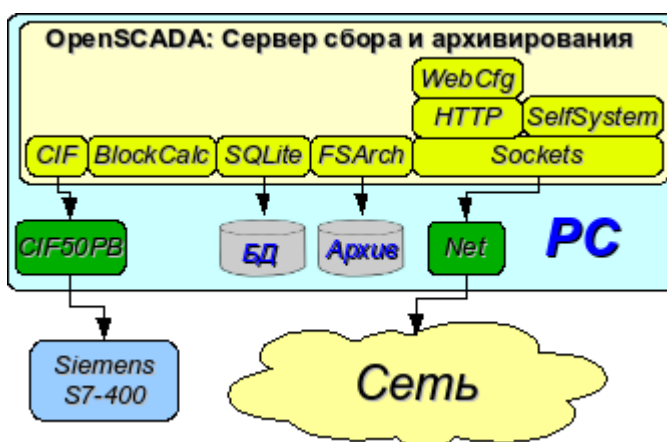 OpenSCADA: Сервер сбора и архивирования
WebCfg
HTTP
SelfSystem
CIF
BlockCalc
SQLite
FSArch
Sockets
CIF50PB
БД
Архив
Net
PC
Siemens
S7-400
Сеть